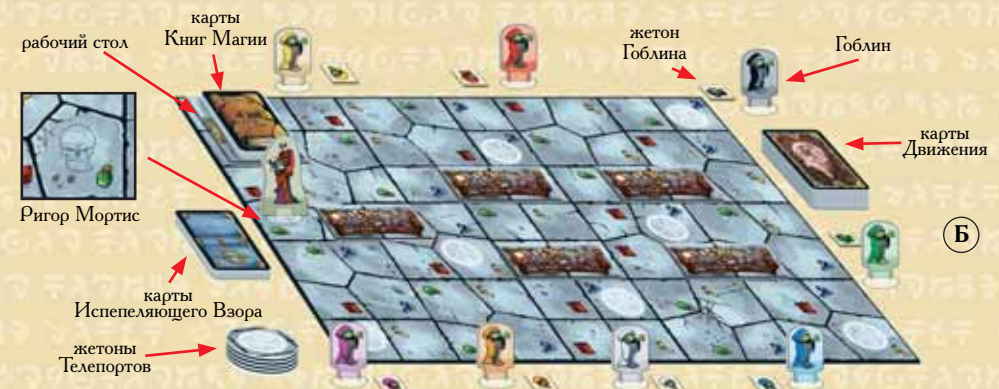 карты
Книг Магии
рабочий стол
жетон
Гоблина
Гоблин
карты
Движения
Ригор Мортис
Б
карты
Испепеляющего Взора
жетоны
Телепортов